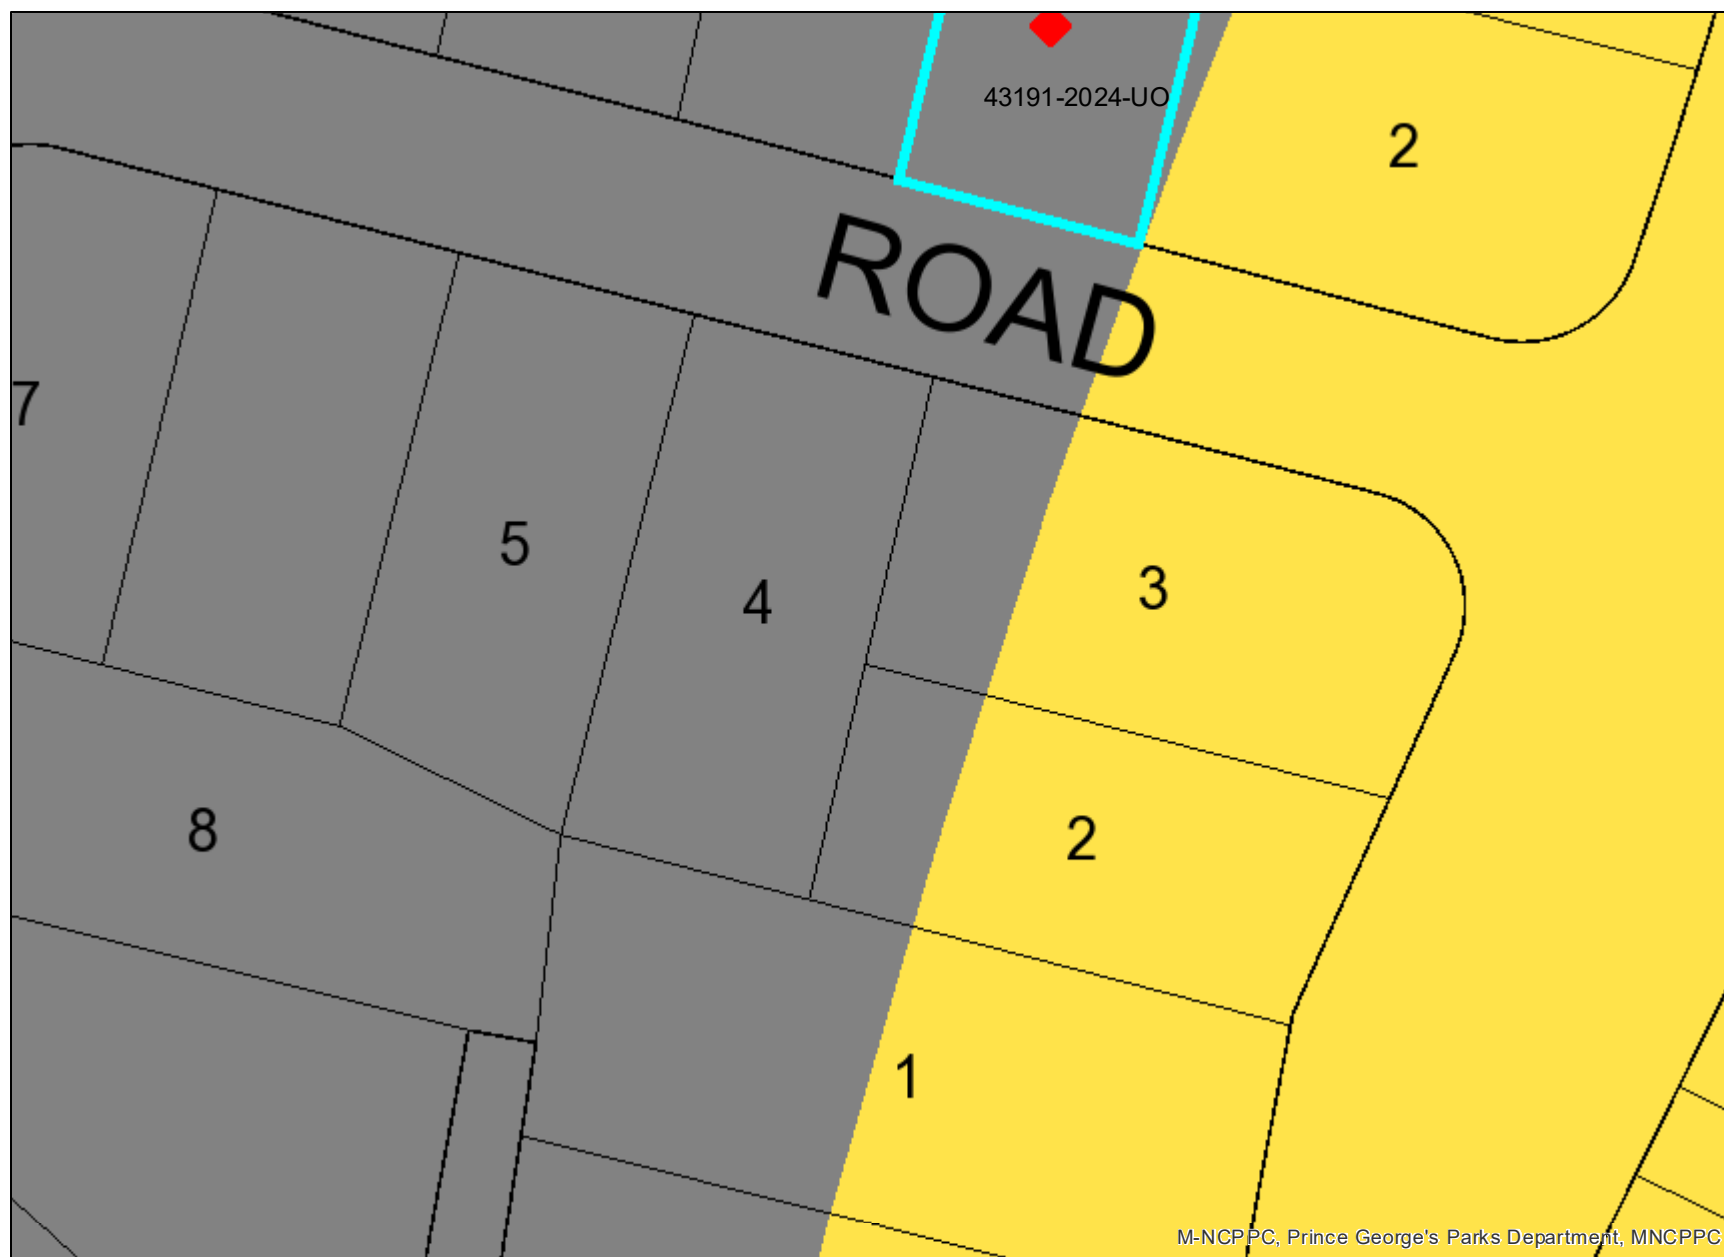 43191-2024-UO
2
ROAD
7
5
4
3
8
2
1
M-NCPPC, Prince George's Parks Department, MNCPPC